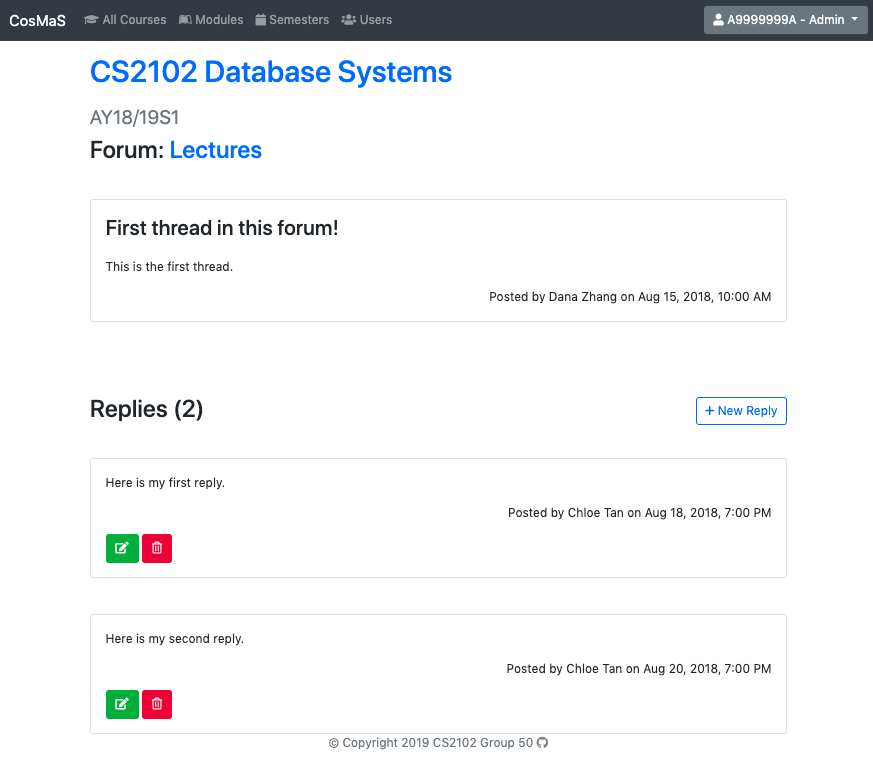 CosMaS All Courses Modules Semesters Users A9999999A - Admin
CS2102 Database Systems
AY18/19S1
Forum: Lectures
First thread in this forum!
This is the first thread.
Posted by Dana Zhang on Aug 15, 2018, 10:00 AM
Replies (2) + New Reply
Here is my first reply.
Posted by Chloe Tan on Aug 18, 2018, 7:00 PM
Here is my second reply.
Posted by Chloe Tan on Aug 20, 2018, 7:00 PM
© Copyright 2019 CS2102 Group 50